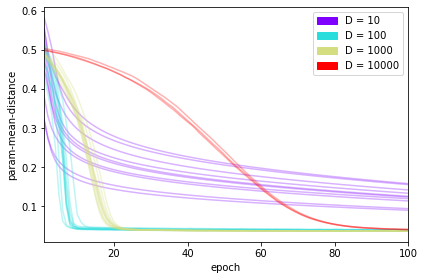 0.6
0.5
0.4
0.3
0.2
0.1
param-mean-distance
D = 10
D = 100
D = 1000
D = 10000
20 40 60 80 100
epoch